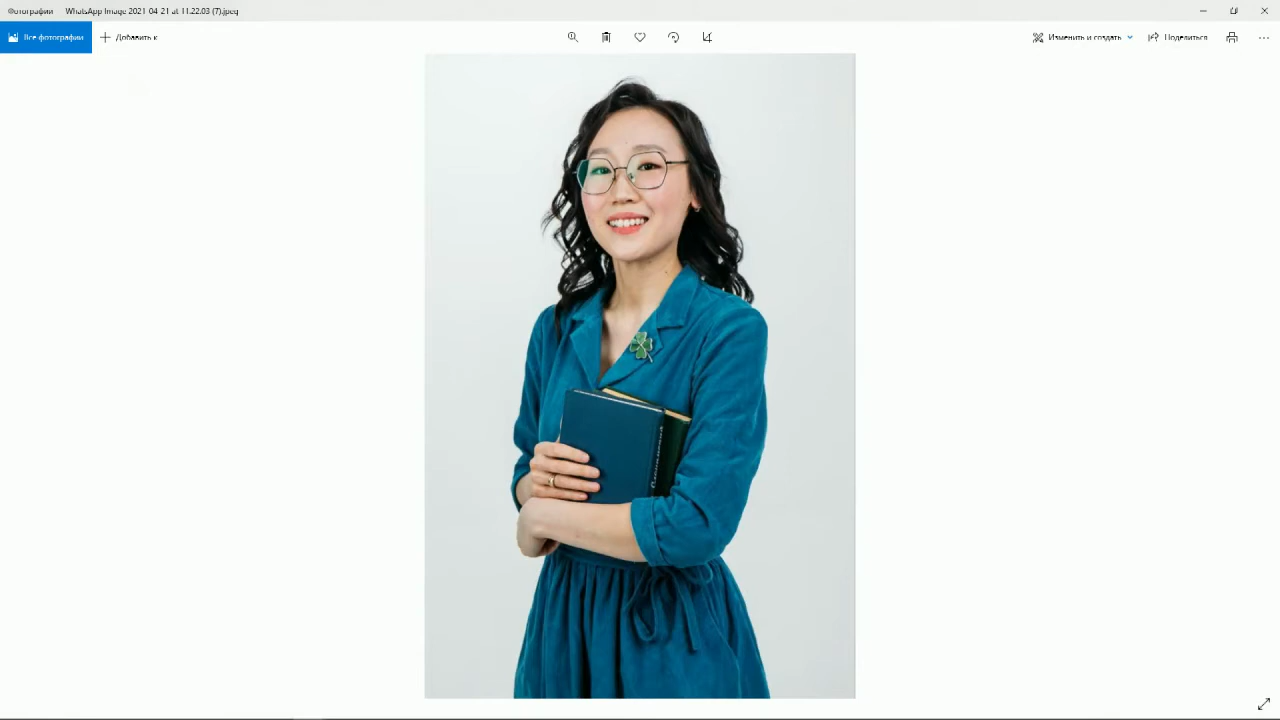 Фотографии
WhatsApp Image 2021-04-21 at 11.22.03 (7).jpeg
Все фотографии
Добавить к
Изменить и создать
Поделиться